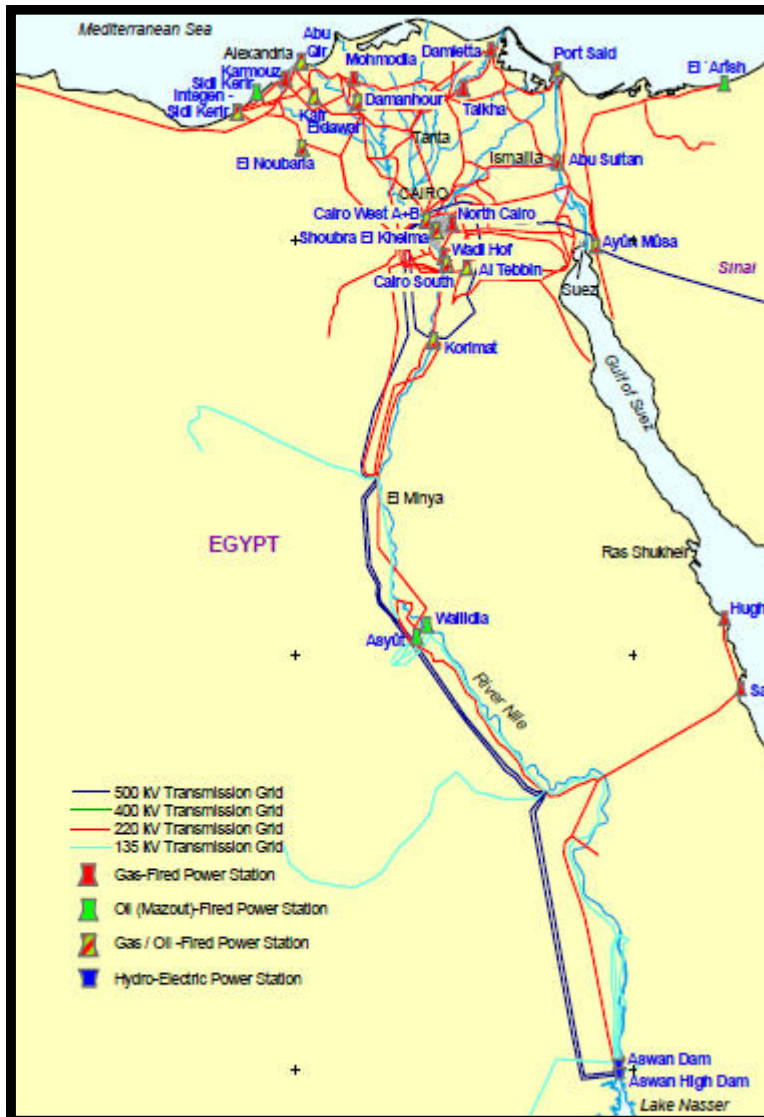 Mediterranean Sea
Abu
Qir
Alexandria
Karmouz
Sidi Kerir
Integen -
Sidi Kerir
Mohmodia
Damietta
Port Said
El `Arish
Kafr
Eldawar
Damanhour
Talkha
Tanta
El Noubaria
Ismailia
Abu Sultan
CAIRO
Cairo West A+B
North Cairo
Shoubra El Kheima
Wadi Hof
Ayûn Mûsa
Cairo South
Al Tebbin
Sinai
Suez
Korimat
Gulf of Suez
El Minya
EGYPT
Ras Shukheir
Walidia
Hugh
Asyût
River Nile
Sa
500 kV Transmission Grid
400 kV Transmission Grid
220 kV Transmission Grid
135 kV Transmission Grid
Gas-Fired Power Station
Oil (Mazout)-Fired Power Station
Gas / Oil -Fired Power Station
Hydro-Electric Power Station
Aswan Dam
Aswan High Dam
Lake Nasser